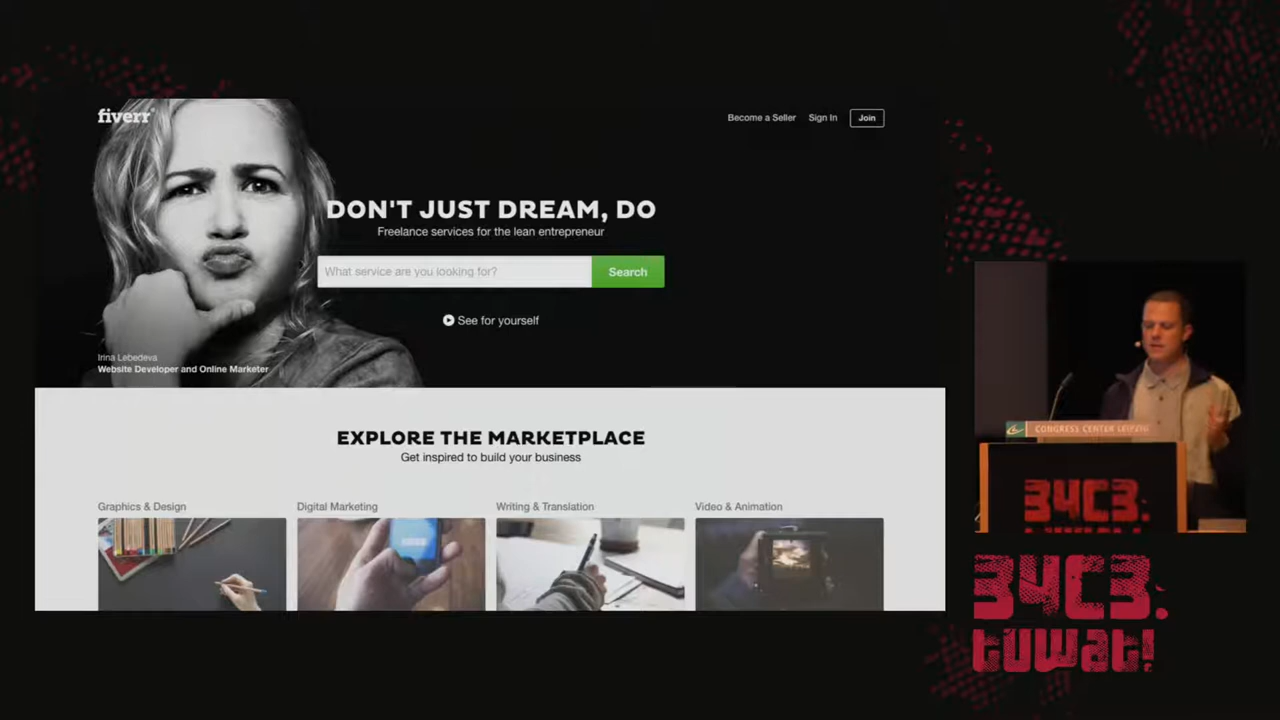 fiverr
Become a Seller Sign In Join
DON'T JUST DREAM, DO
Freelance services for the lean entrepreneur
What service are you looking for? Search
See for yourself
Irina Lebedeva
Website Developer and Online Marketer
EXPLORE THE MARKETPLACE
Get inspired to build your business
Graphics & Design Digital Marketing Writing & Translation Video & Animation
CONGRESS CENTER LEIPZIG
34C3.
34C3.
tuwat!